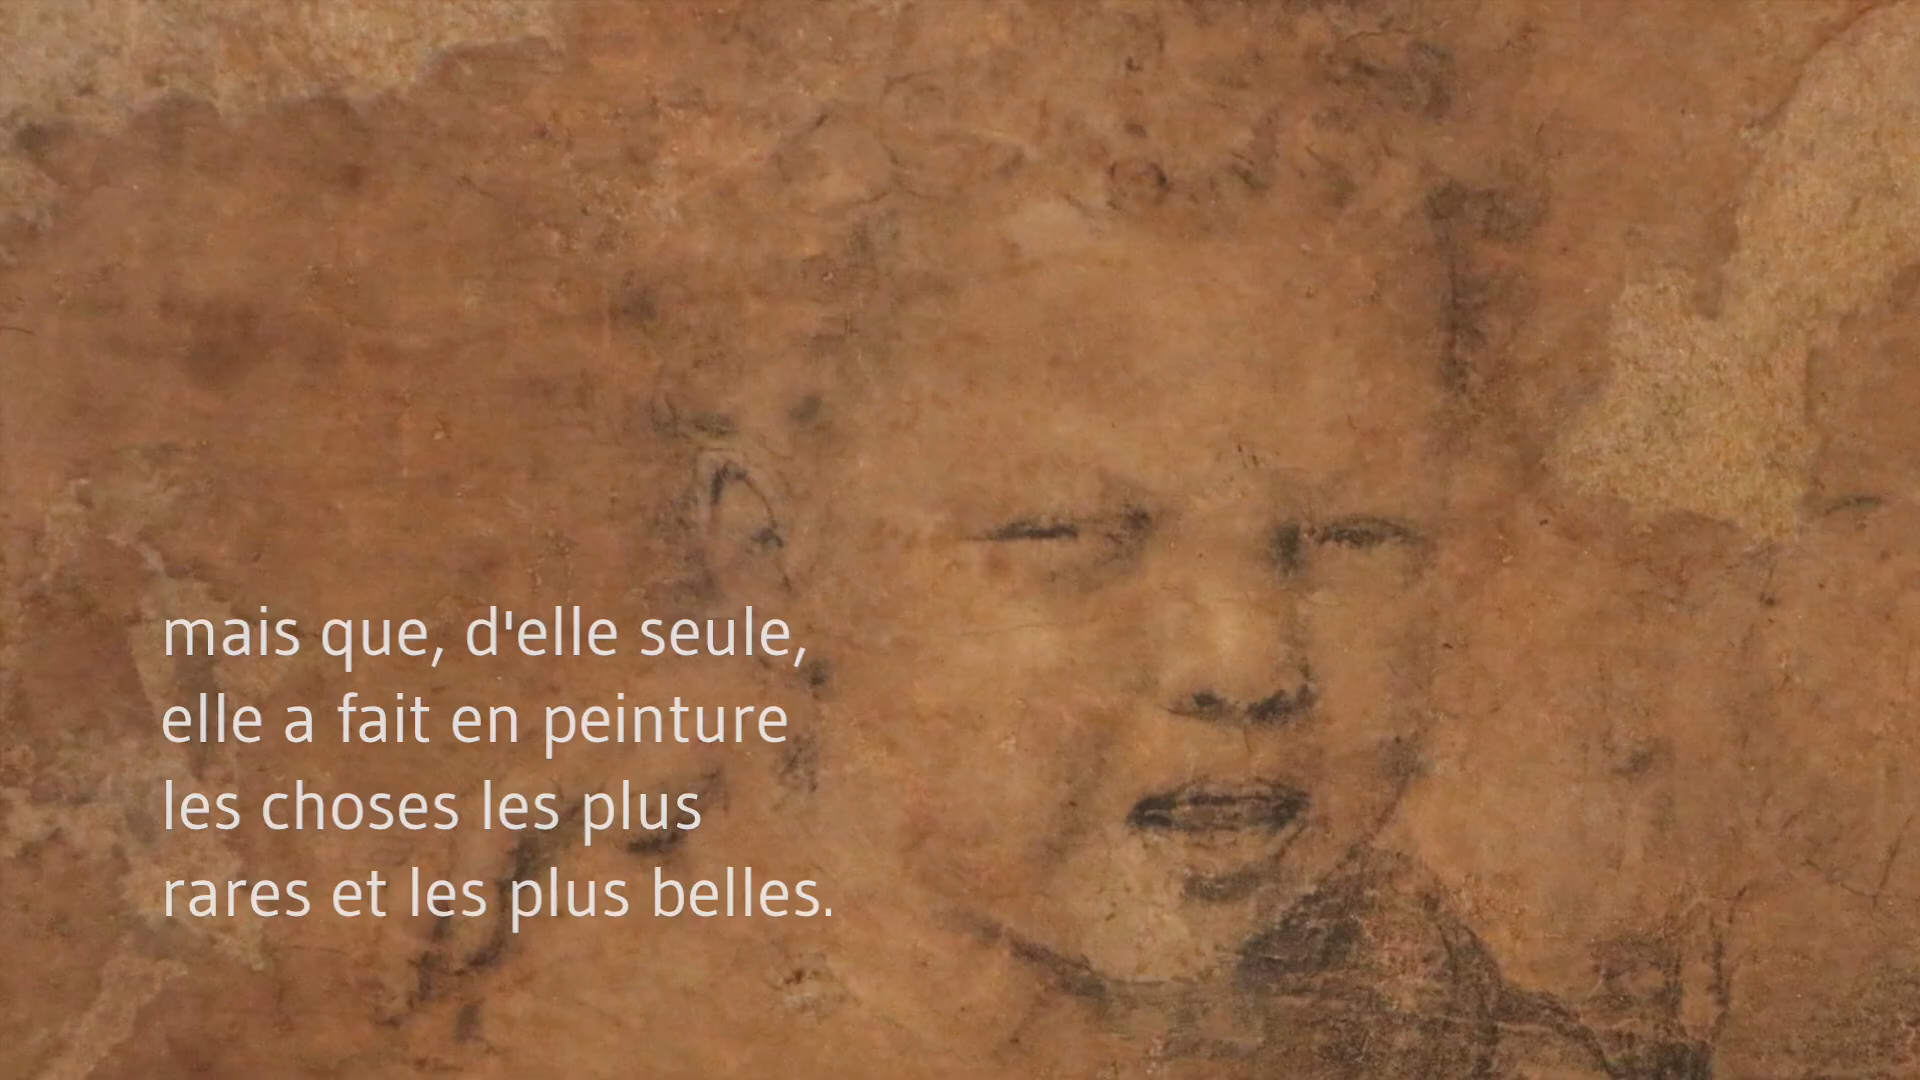 mais que, d'elle seule,
elle a fait en peinture
les choses les plus
rares et les plus belles.